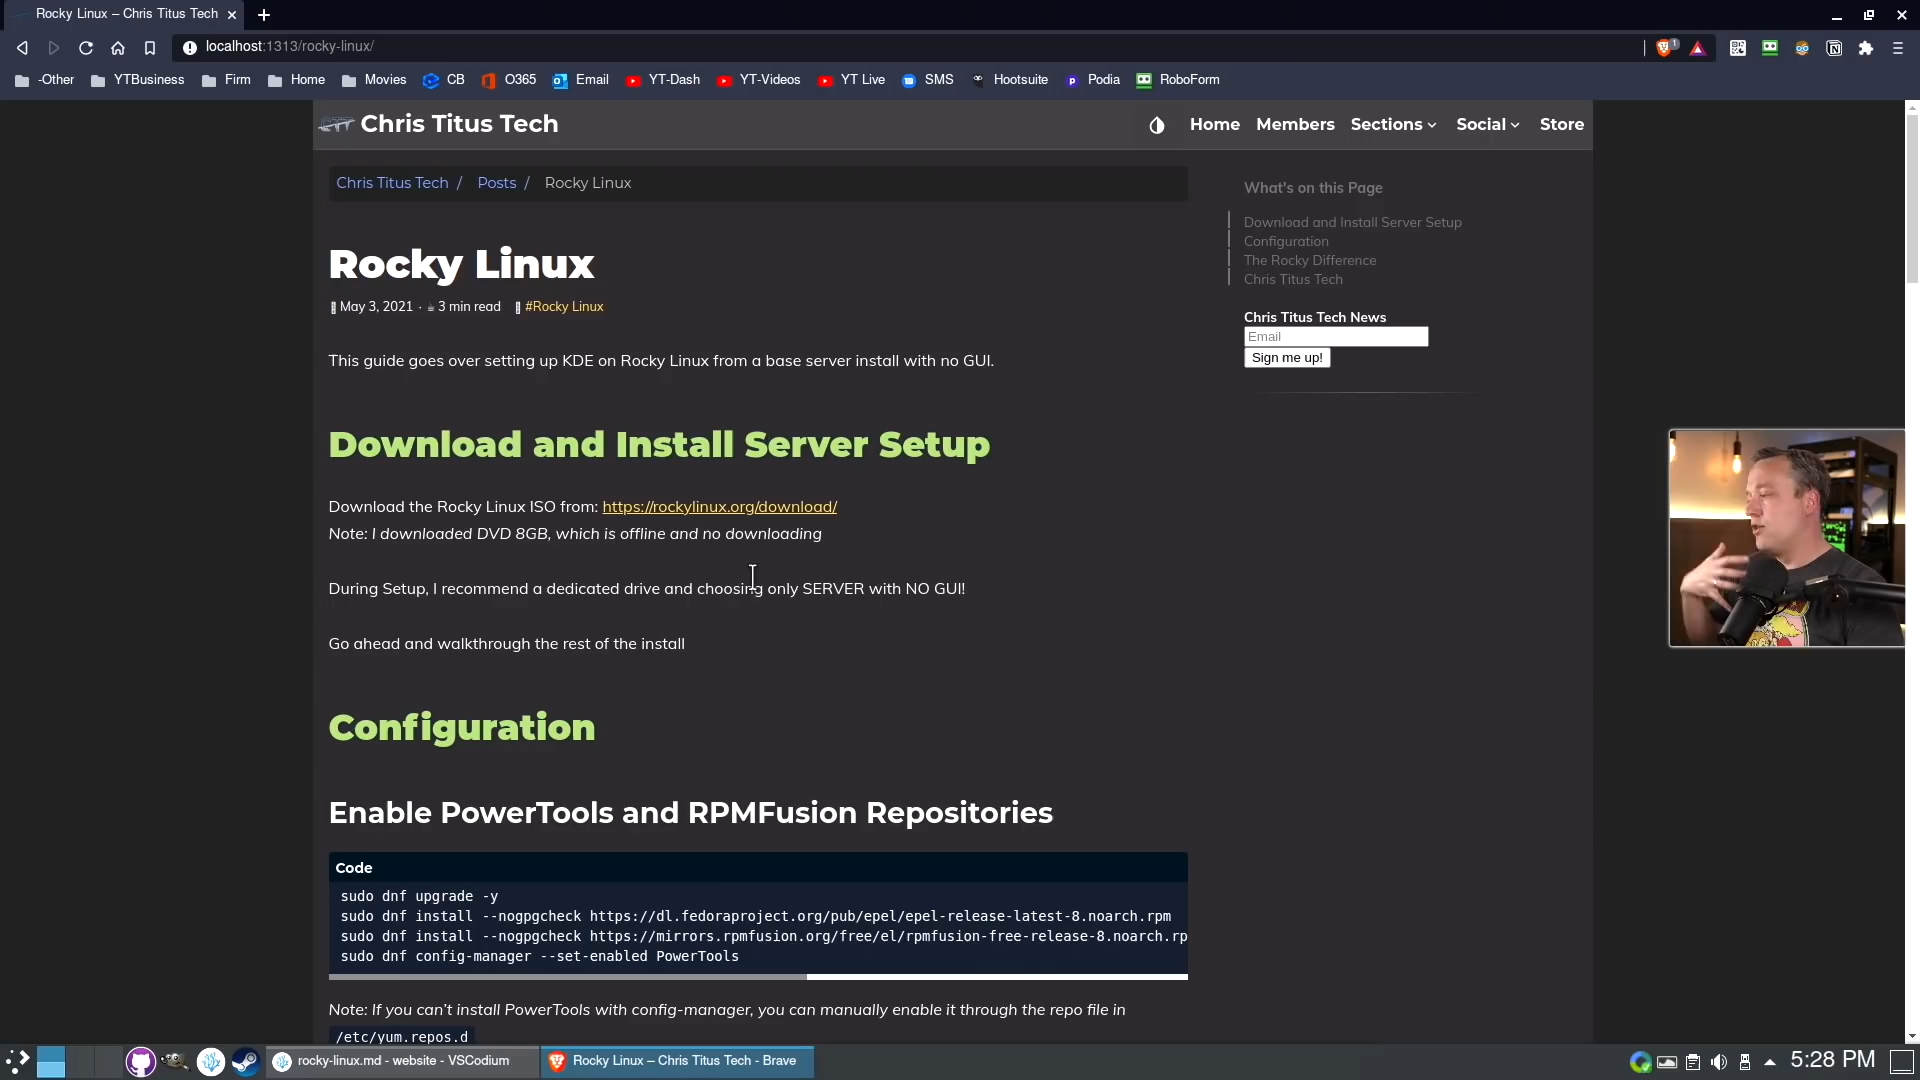 Rocky Linux – Chris Titus Tech
localhost:1313/rocky-linux/
-Other YTBusiness Firm Home Movies CB O365 Email YT-Dash YT-Videos YT Live SMS Hootsuite Podia RoboForm
CTT Chris Titus Tech Home Members Sections Social Store
Chris Titus Tech / Posts / Rocky Linux
What's on this Page
Download and Install Server Setup
Configuration
The Rocky Difference
Chris Titus Tech
Chris Titus Tech News
Email
Sign me up!
Rocky Linux
May 3, 2021 · 3 min read #Rocky Linux
This guide goes over setting up KDE on Rocky Linux from a base server install with no GUI.
Download and Install Server Setup
Download the Rocky Linux ISO from: https://rockylinux.org/download/
Note: I downloaded DVD 8GB, which is offline and no downloading
During Setup, I recommend a dedicated drive and choosing only SERVER with NO GUI!
Go ahead and walkthrough the rest of the install
Configuration
Enable PowerTools and RPMFusion Repositories
Code
sudo dnf upgrade -y
sudo dnf install --nogpgcheck https://dl.fedoraproject.org/pub/epel/epel-release-latest-8.noarch.rpm
sudo dnf install --nogpgcheck https://mirrors.rpmfusion.org/free/el/rpmfusion-free-release-8.noarch.rp
sudo dnf config-manager --set-enabled PowerTools
Note: If you can't install PowerTools with config-manager, you can manually enable it through the repo file in
/etc/yum.repos.d
rocky-linux.md - website - VSCodium Rocky Linux – Chris Titus Tech - Brave 5:28 PM